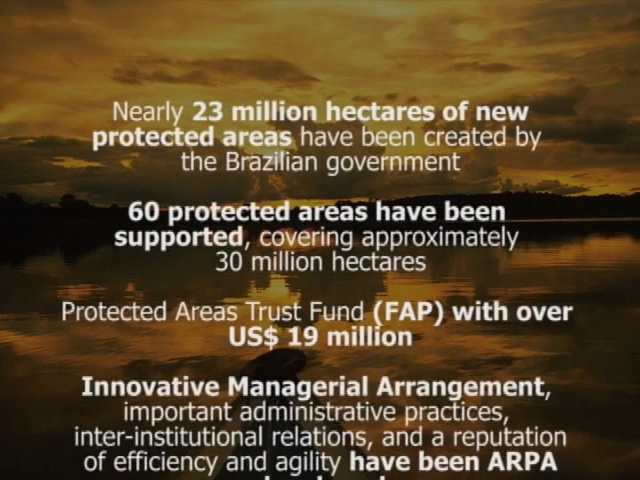 Nearly 23 million hectares of new
protected areas have been created by
the Brazilian government
60 protected areas have been
supported, covering approximately
30 million hectares
Protected Areas Trust Fund (FAP) with over
US$ 19 million
Innovative Managerial Arrangement,
important administrative practices,
inter-institutional relations, and a reputation
of efficiency and agility have been ARPA